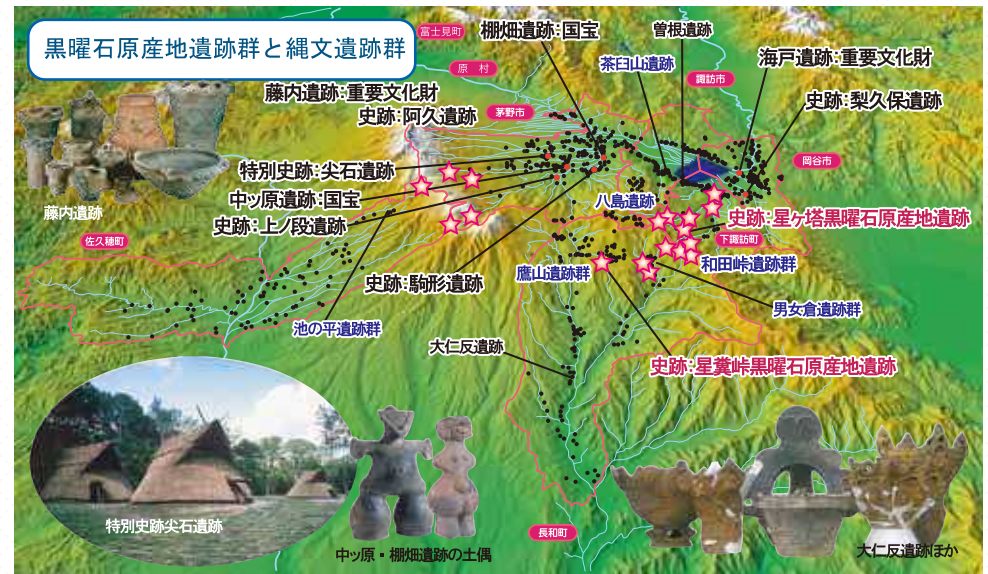 黒曜石原産地遺跡群と縄文遺跡群
富士見町
棚畑遺跡：国宝
曽根遺跡
原　村
茶臼山遺跡
海戸遺跡：重要文化財
諏訪市
藤内遺跡：重要文化財
史跡：梨久保遺跡
史跡：阿久遺跡
茅野市
岡谷市
特別史跡：尖石遺跡
中ッ原遺跡：国宝
八島遺跡
藤内遺跡
史跡：上ノ段遺跡
史跡：星ヶ塔黒曜石原産地遺跡
佐久穂町
下諏訪町
和田峠遺跡群
鷹山遺跡群
史跡：駒形遺跡
男女倉遺跡群
池の平遺跡群
大仁反遺跡
史跡：星糞峠黒曜石原産地遺跡
特別史跡尖石遺跡
長和町
中ッ原・棚畑遺跡の土偶
大仁反遺跡ほか